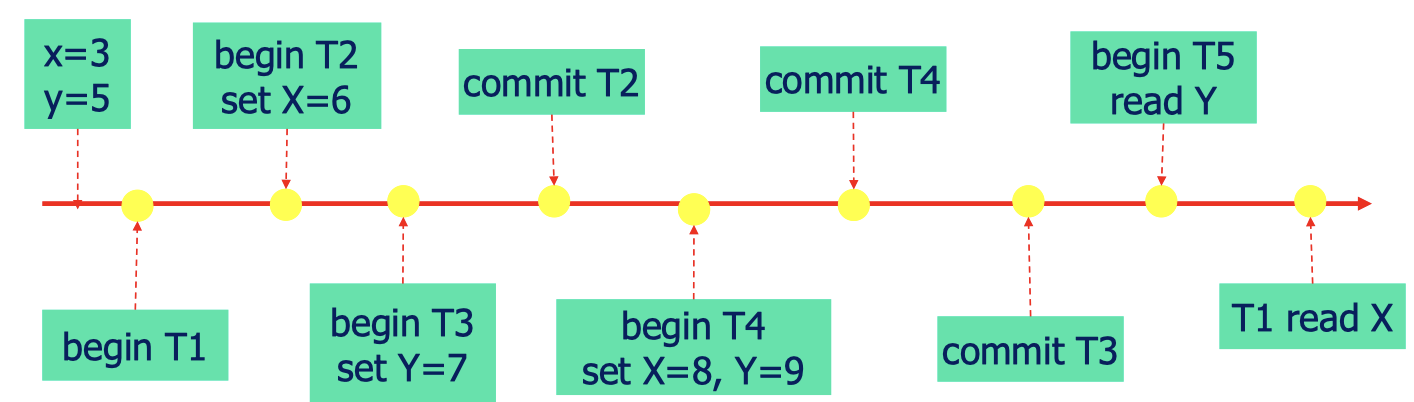 x=3
y=5
begin T2
set X=6
commit T2
commit T4
begin T5
read Y
begin T1
begin T3
set Y=7
begin T4
set X=8, Y=9
commit T3
T1 read X